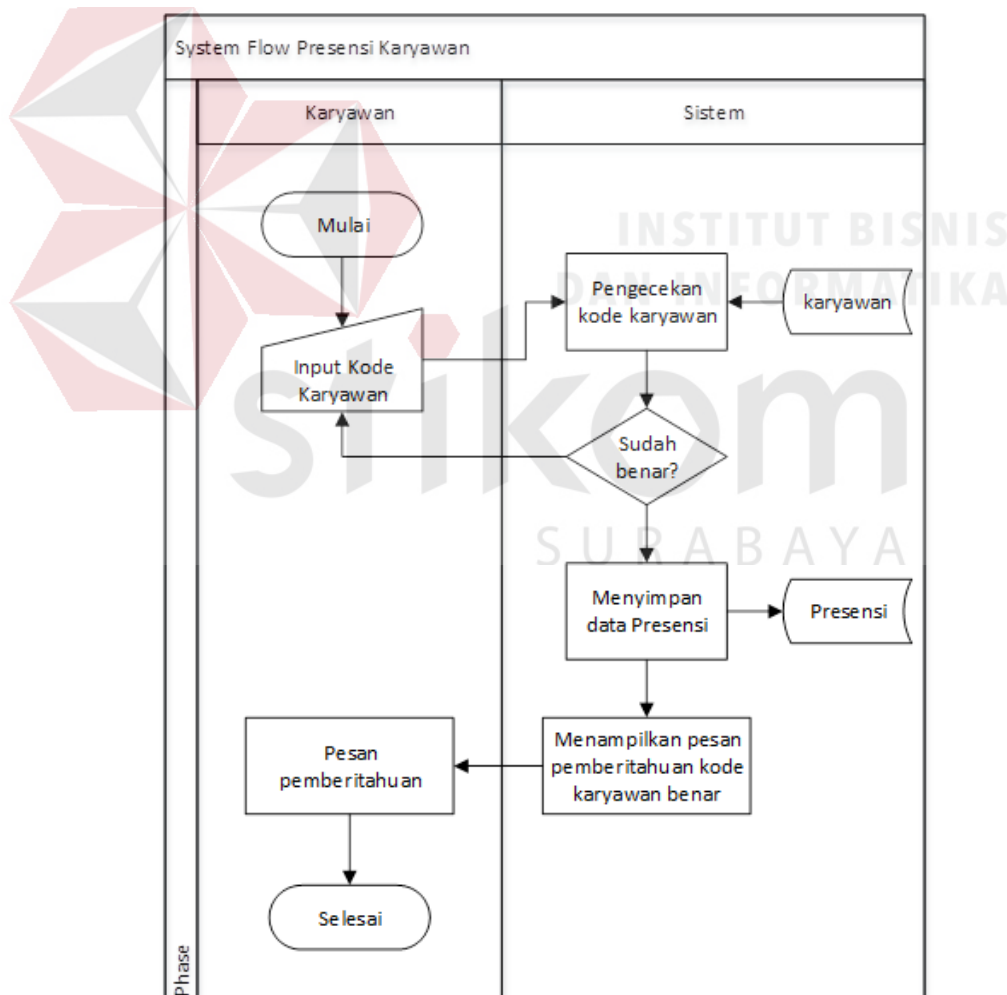 System Flow Presensi Karyawan
Karyawan
Sistem
Mulai
INSTITUT BISNIS
DAN INFORMATIKA
Pengecekan
kode karyawan
karyawan
Input Kode
Karyawan
stikom
Sudah
benar?
SURABAYA
Menyimpan
data Presensi
Presensi
Pesan
pemberitahuan
Menampilkan pesan
pemberitahuan kode
karyawan benar
Selesai
Phase